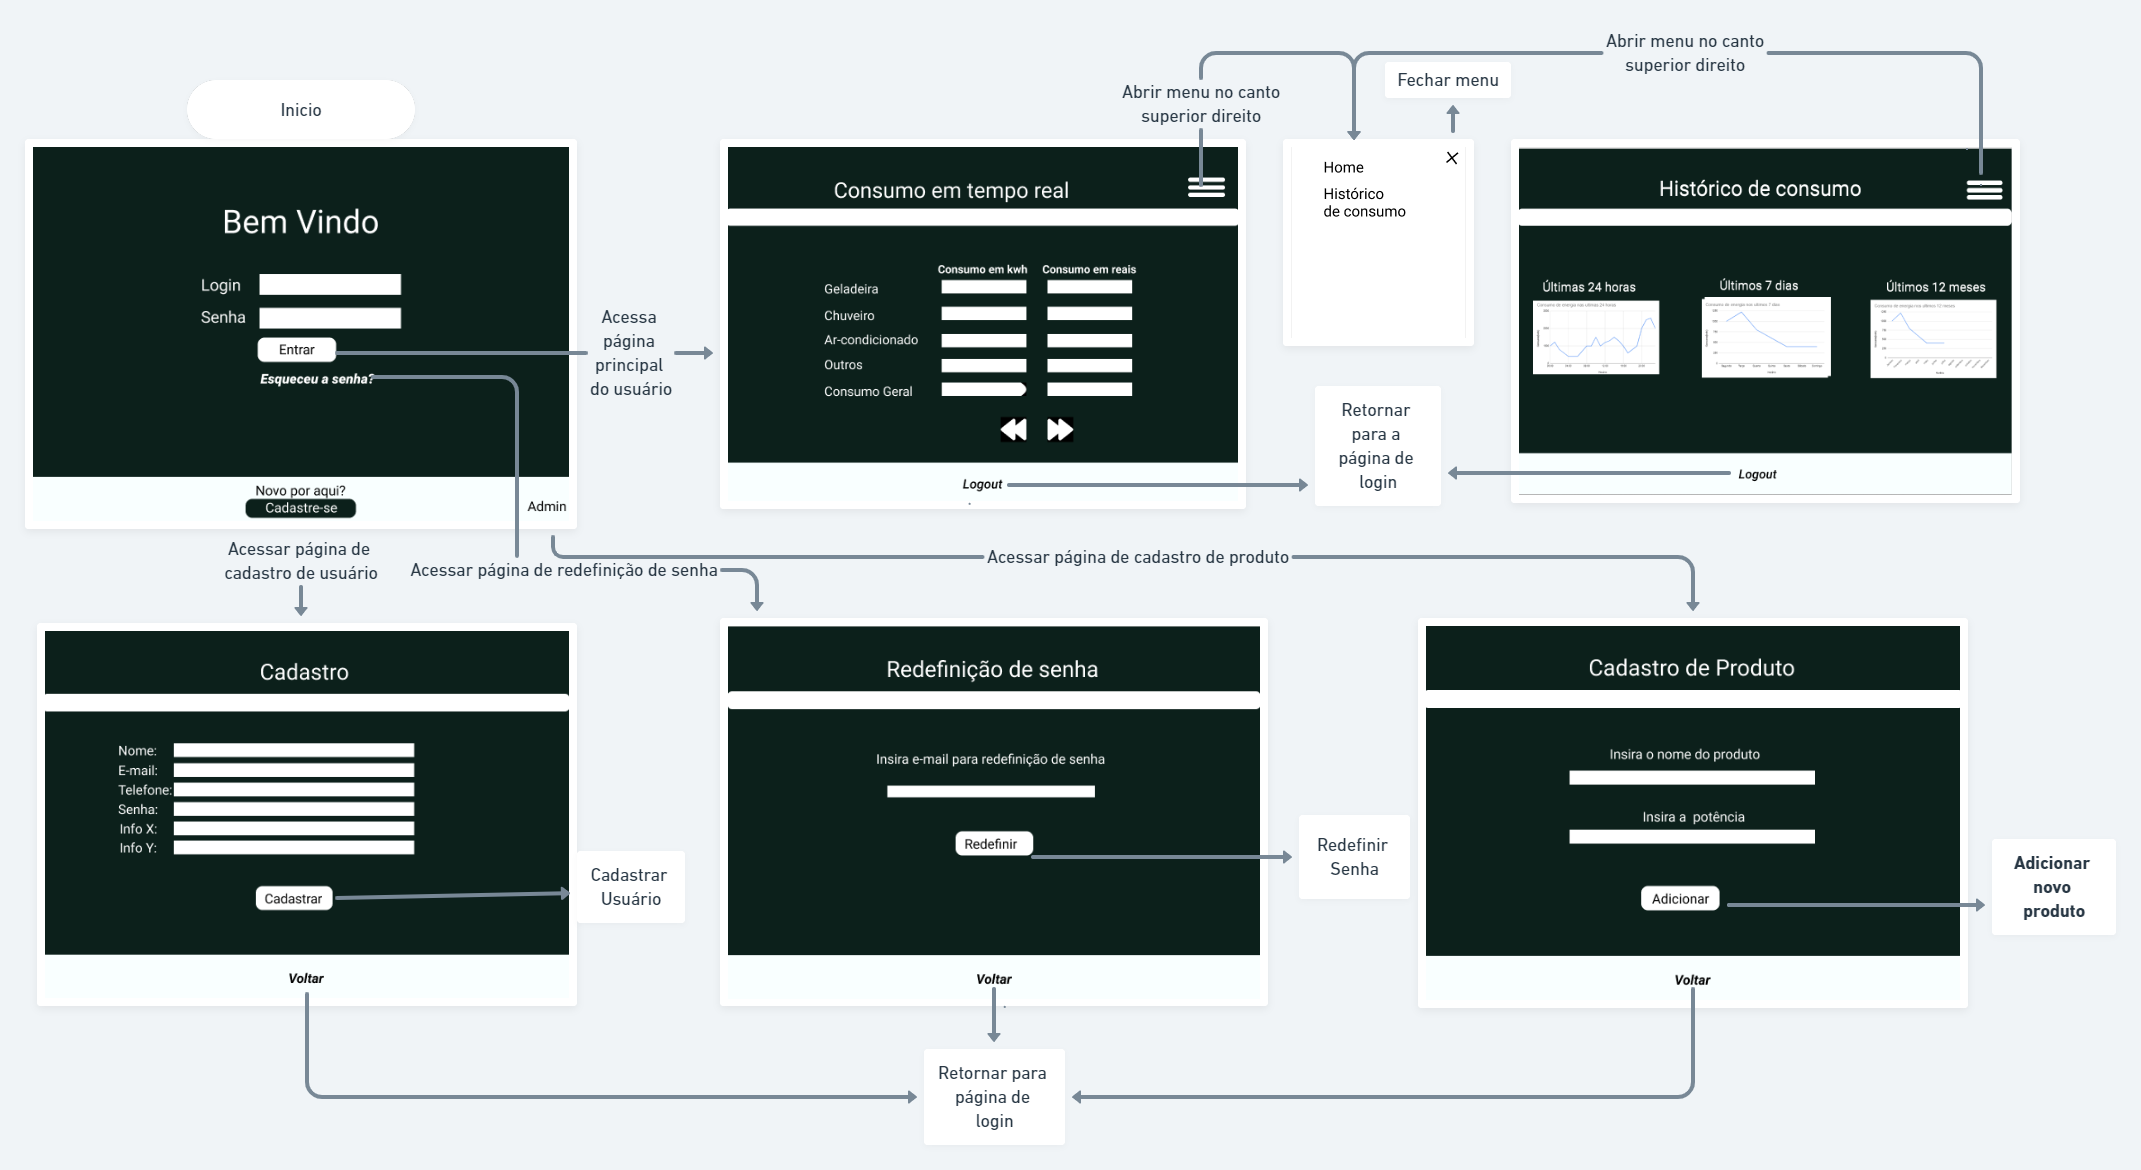 Inicio
Bem Vindo
Login
Senha
Entrar
Esqueceu a senha?
Novo por aqui?
Cadastre-se
Admin
Acessa
página
principal
do usuário
Consumo em tempo real
Consumo em kwh Consumo em reais
Geladeira
Chuveiro
Ar-condicionado
Outros
Consumo Geral
Logout
Abrir menu no canto
superior direito
Fechar menu
Home
Histórico
de consumo
Abrir menu no canto
superior direito
Histórico de consumo
Últimas 24 horas
Últimos 7 dias
Últimos 12 meses
Logout
Retornar
para a
página de
login
Acessar página de
cadastro de usuário
Acessar página de redefinição de senha
Acessar página de cadastro de produto
Cadastro
Nome:
E-mail:
Telefone:
Senha:
Info X:
Info Y:
Cadastrar
Voltar
Cadastrar
Usuário
Redefinição de senha
Insira e-mail para redefinição de senha
Redefinir
Voltar
Redefinir
Senha
Cadastro de Produto
Insira o nome do produto
Insira a potência
Adicionar
Voltar
Adicionar
novo
produto
Retornar para
página de
login